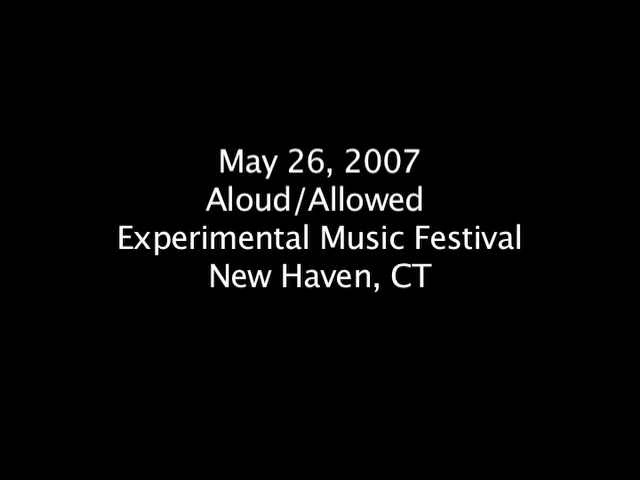 May 26, 2007
Aloud/Allowed
Experimental Music Festival
New Haven, CT